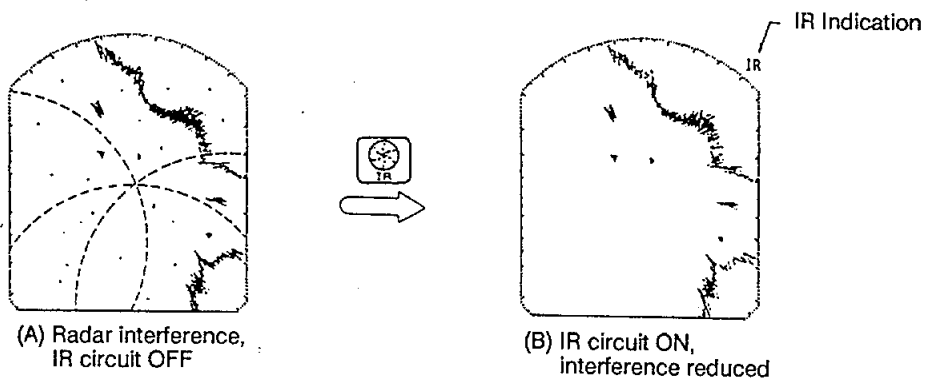 IR Indication
IR
IR
(A) Radar interference,
IR circuit OFF
(B) IR circuit ON,
interference reduced